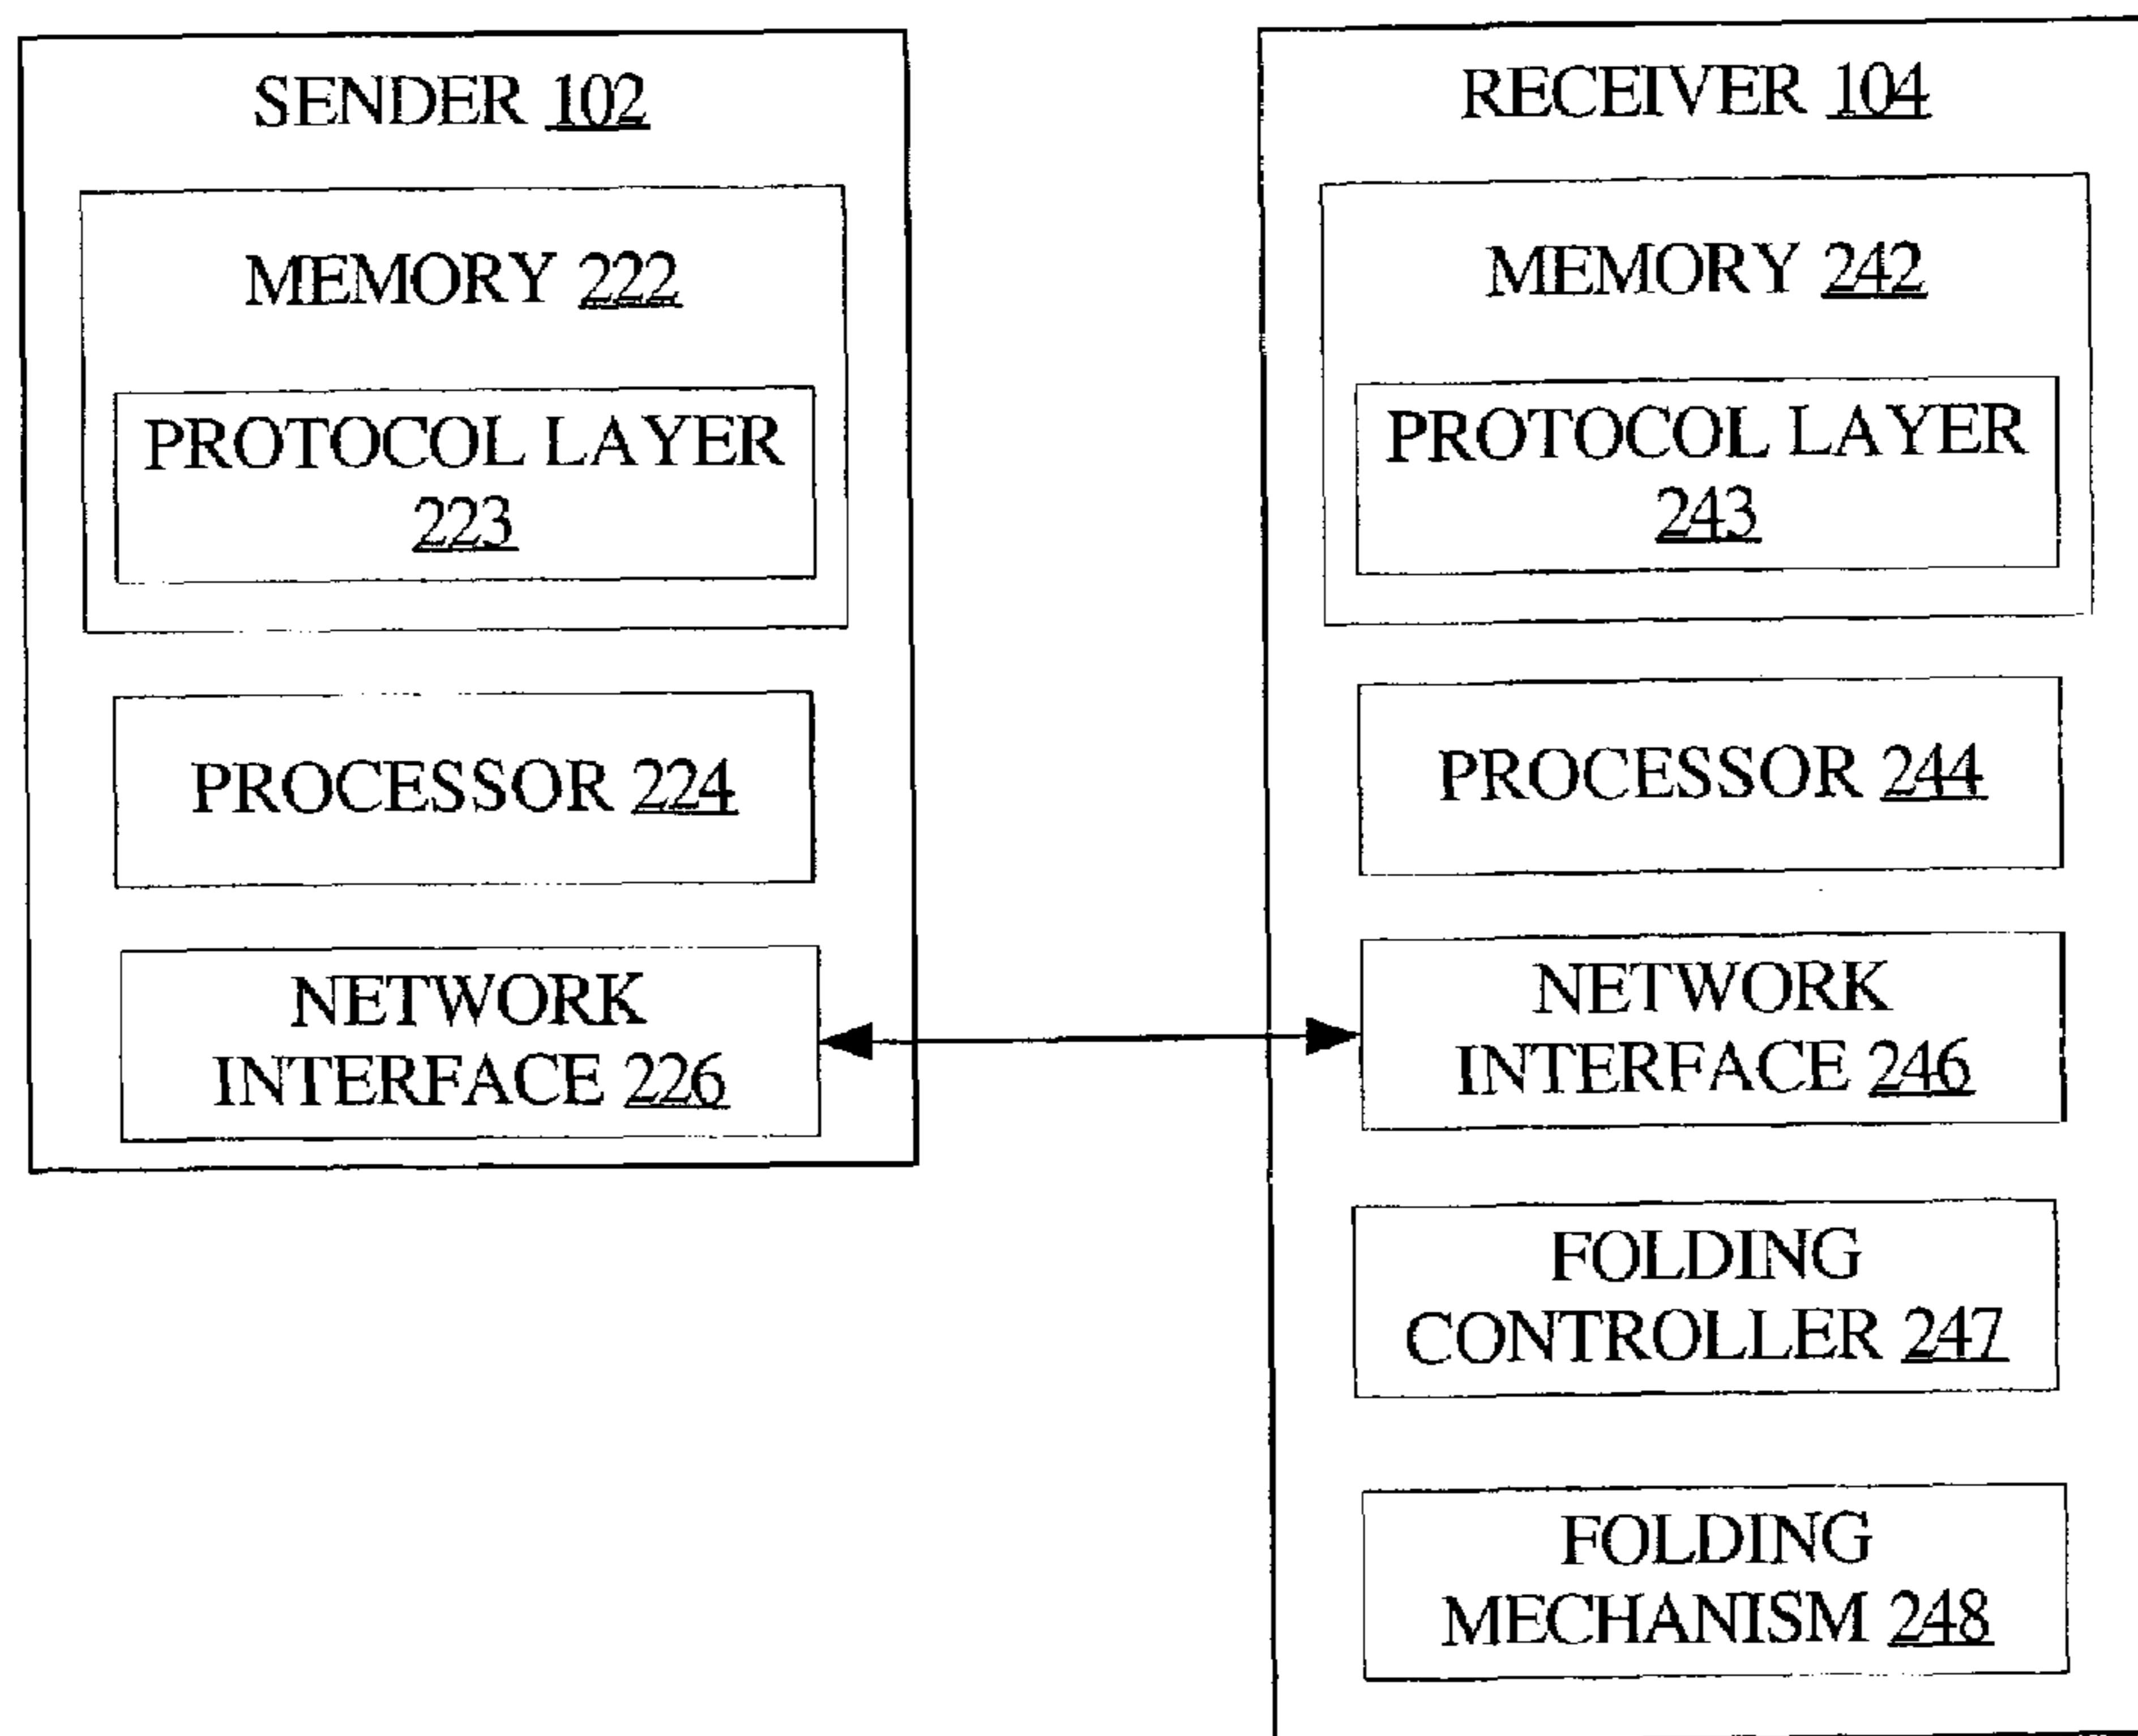 SENDER 102
MEMORY 222
PROTOCOL LAYER
223
PROCESSOR 224
NETWORK
INTERFACE 226
RECEIVER 104
MEMORY 242
PROTOCOL LAYER
243
PROCESSOR 244
NETWORK
INTERFACE 246
FOLDING
CONTROLLER 247
FOLDING
MECHANISM 248